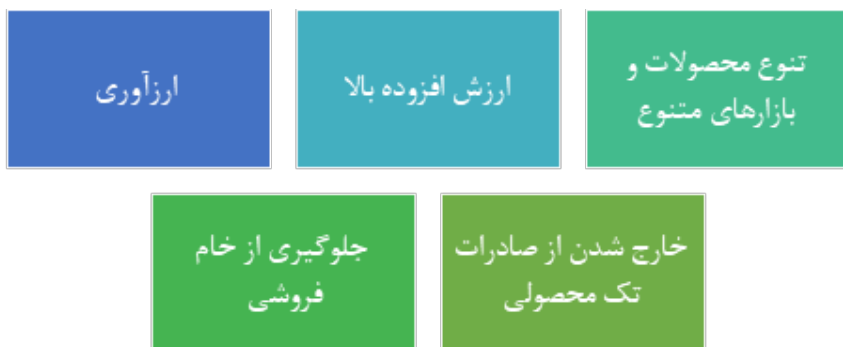 تنوع محصولات و
بازارهای متنوع
ارزش افزوده بالا
ارزآوری
خارج شدن از صادرات
تک محصولی
جلوگیری از خام
فروشی